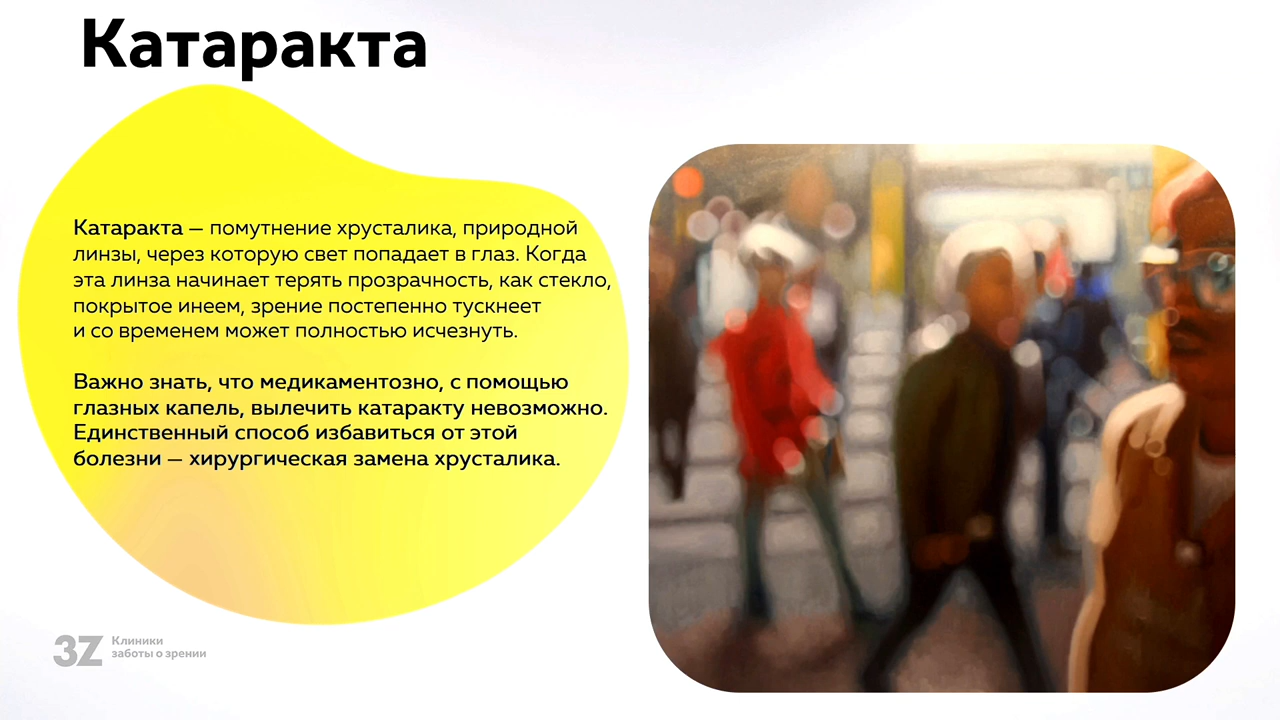 Катаракта
Катаракта — помутнение хрусталика, природной
линзы, через которую свет попадает в глаз. Когда
эта линза начинает терять прозрачность, как стекло,
покрытое инеем, зрение постепенно тускнеет
и со временем может полностью исчезнуть.
Важно знать, что медикаментозно, с помощью
глазных капель, вылечить катаракту невозможно.
Единственный способ избавиться от этой
болезни — хирургическая замена хрусталика.
3Z Клиники
заботы о зрении